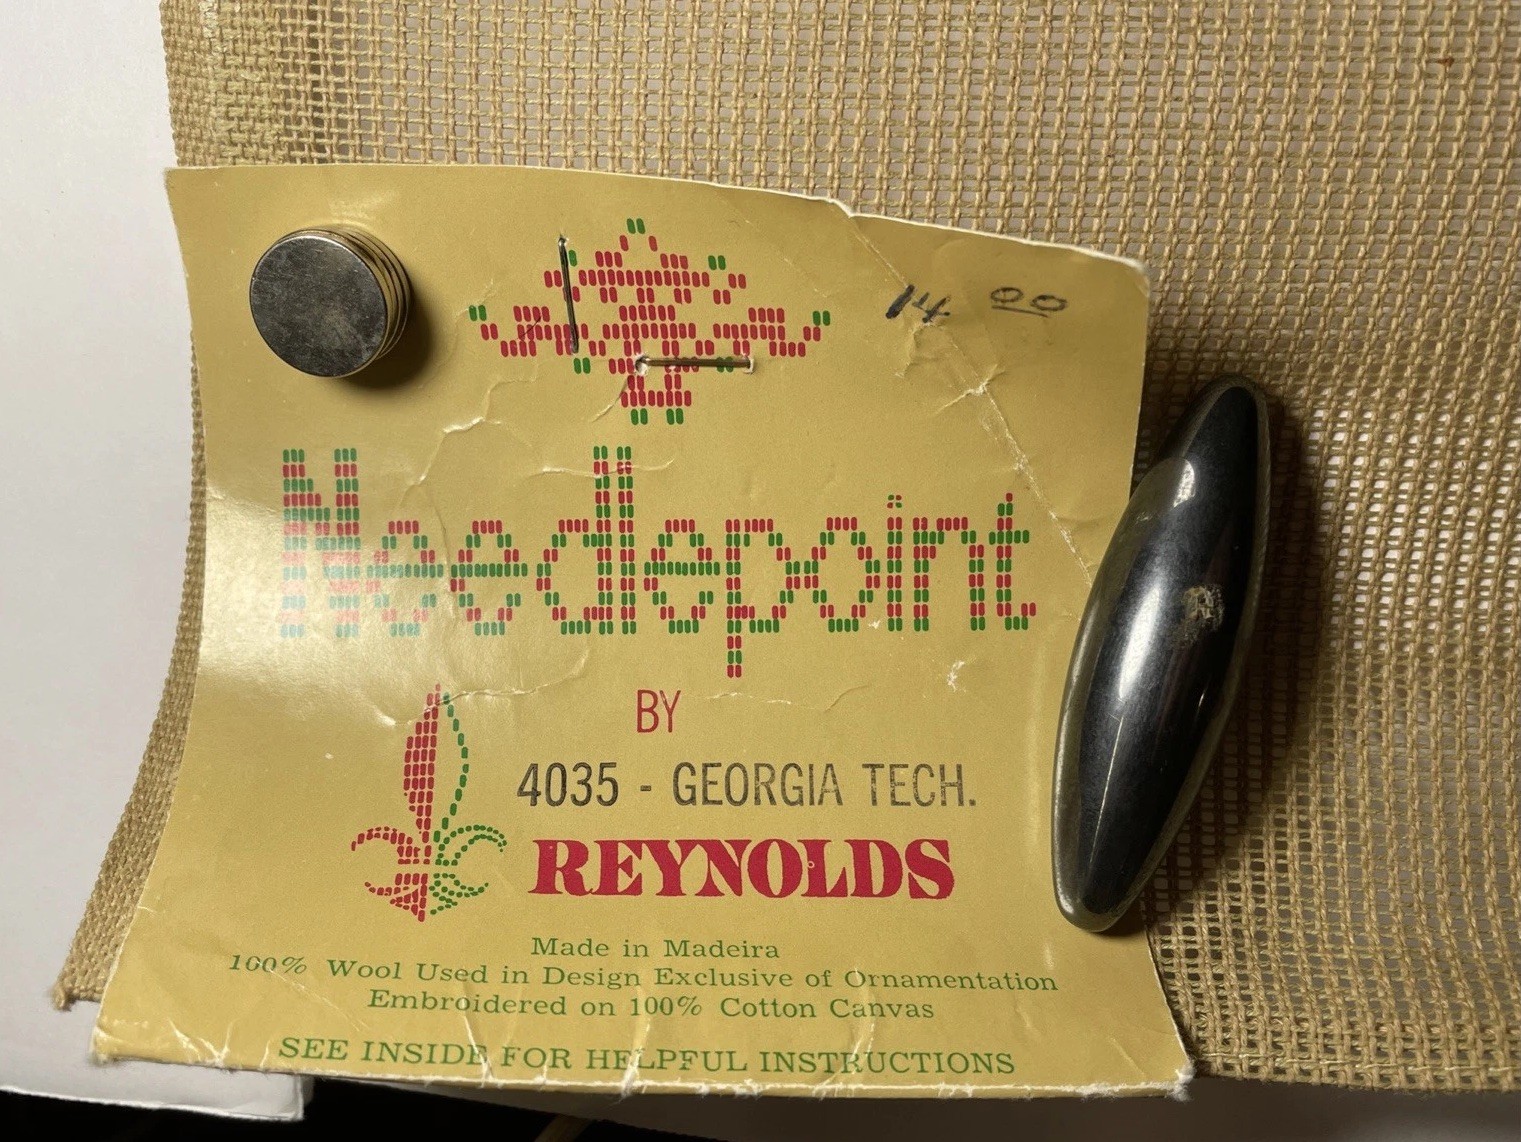 14 00
Needlepoint
BY
4035 - GEORGIA TECH.
REYNOLDS
Made in Madeira
100% Wool Used in Design Exclusive of Ornamentation
Embroidered on 100% Cotton Canvas
SEE INSIDE FOR HELPFUL INSTRUCTIONS